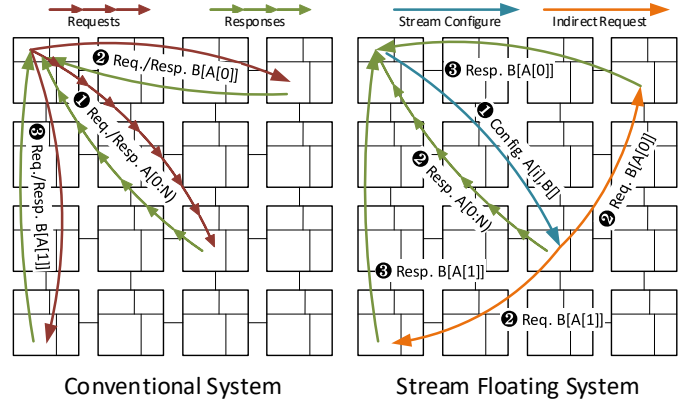 Requests
Responses
Stream Configure
Indirect Request
❷ Req./Resp. B[A[0]]
❶ Req./Resp. A[0:N)
❸ Req./Resp. B[A[1]]
❸ Resp. B[A[0]]
❶ Config. A[i],B[]
❷ Resp. A[0:N)
❷ Req. B[A[0]]
❸ Resp. B[A[1]]
❷ Req. B[A[1]]
Conventional System
Stream Floating System